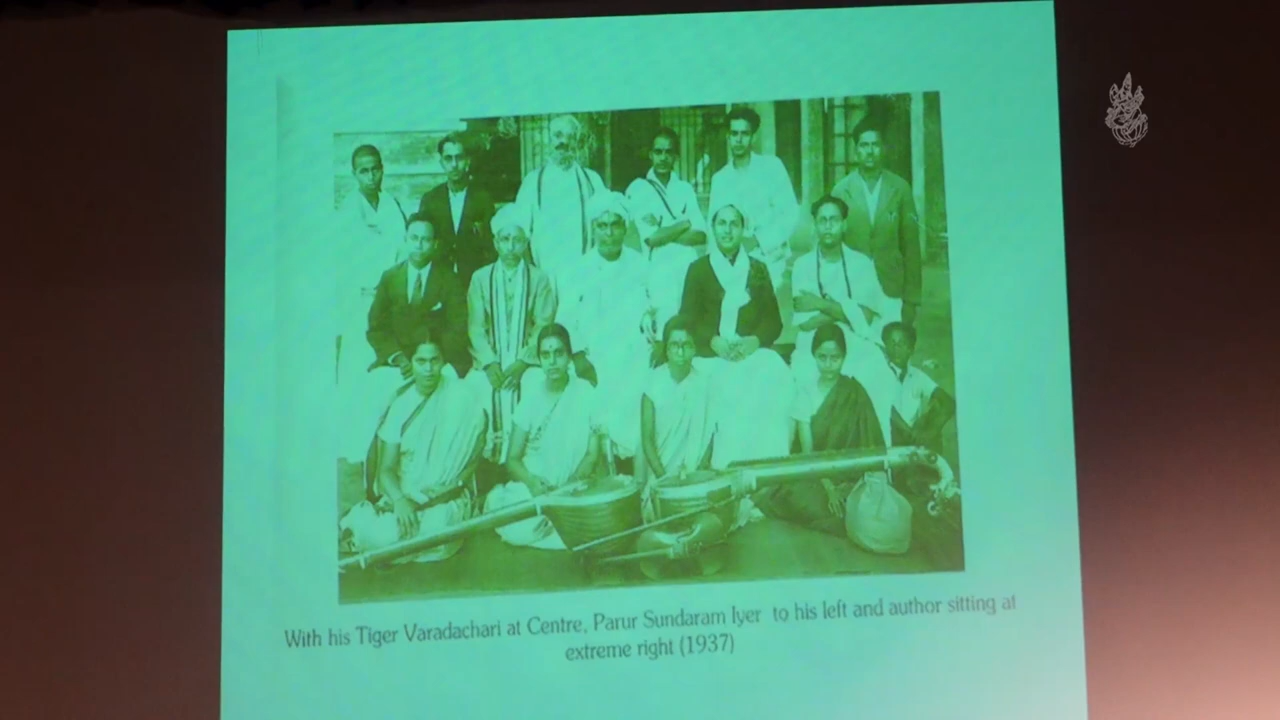 With his Tiger Varadachari at Centre, Parur Sundaram Iyer to his left and author sitting at
extreme right (1937)